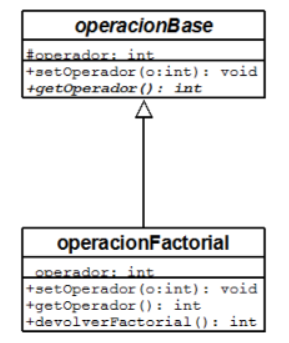 operacionBase
#operador: int
+setOperador(o:int): void
+getOperador(): int
operacionFactorial
operador: int
+setOperador(o:int): void
+getOperador(): int
+devolverFactorial(): int